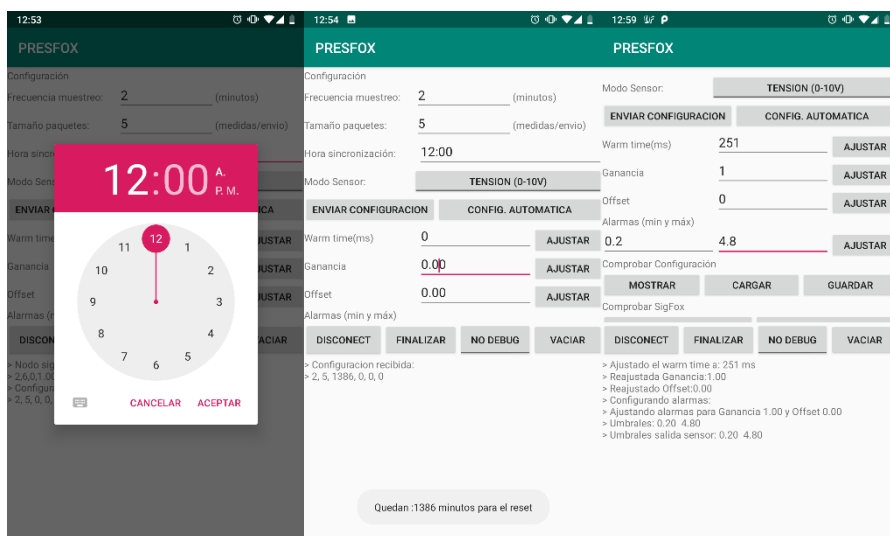 12:53
PRESFOX
Configuración
Frecuencia muestreo: 2 (minutos)
Tamaño paquetes: 5 (medidas/envio)
Hora sincr
Modo Sens
ENVIAR
ICA
Warm time
JUSTAR
Ganancia
JUSTAR
Offset
JUSTAR
Alarmas (m
DISCON
ACIAR
> Nodo sig
> 2,6,0,1.00
> Configur
> 2, 5, 0, 0,
12:00 A. P. M.
12
11 1
10 2
9 3
8 4
7 5
6
CANCELAR ACEPTAR
12:54
PRESFOX
Configuración
Frecuencia muestreo: 2 (minutos)
Tamaño paquetes: 5 (medidas/envio)
Hora sincronización: 12:00
Modo Sensor: TENSION (0-10V)
ENVIAR CONFIGURACION CONFIG. AUTOMATICA
Warm time(ms) 0 AJUSTAR
Ganancia 0.00 AJUSTAR
Offset 0.00 AJUSTAR
Alarmas (min y máx)
DISCONECT FINALIZAR NO DEBUG VACIAR
> Configuracion recibida:
> 2, 5, 1386, 0, 0, 0
Quedan :1386 minutos para el reset
12:59
PRESFOX
Modo Sensor: TENSION (0-10V)
ENVIAR CONFIGURACION CONFIG. AUTOMATICA
Warm time(ms) 251 AJUSTAR
Ganancia 1 AJUSTAR
Offset 0 AJUSTAR
Alarmas (min y máx)
0.2 4.8 AJUSTAR
Comprobar Configuración
MOSTRAR CARGAR GUARDAR
Comprobar SigFox
DISCONECT FINALIZAR NO DEBUG VACIAR
> Ajustado el warm time a: 251 ms
> Reajustada Ganancia:1.00
> Reajustado Offset:0.00
> Configurando alarmas:
> Ajustando alarmas para Ganancia 1.00 y Offset 0.00
> Umbrales: 0.20 4.80
> Umbrales salida sensor: 0.20 4.80